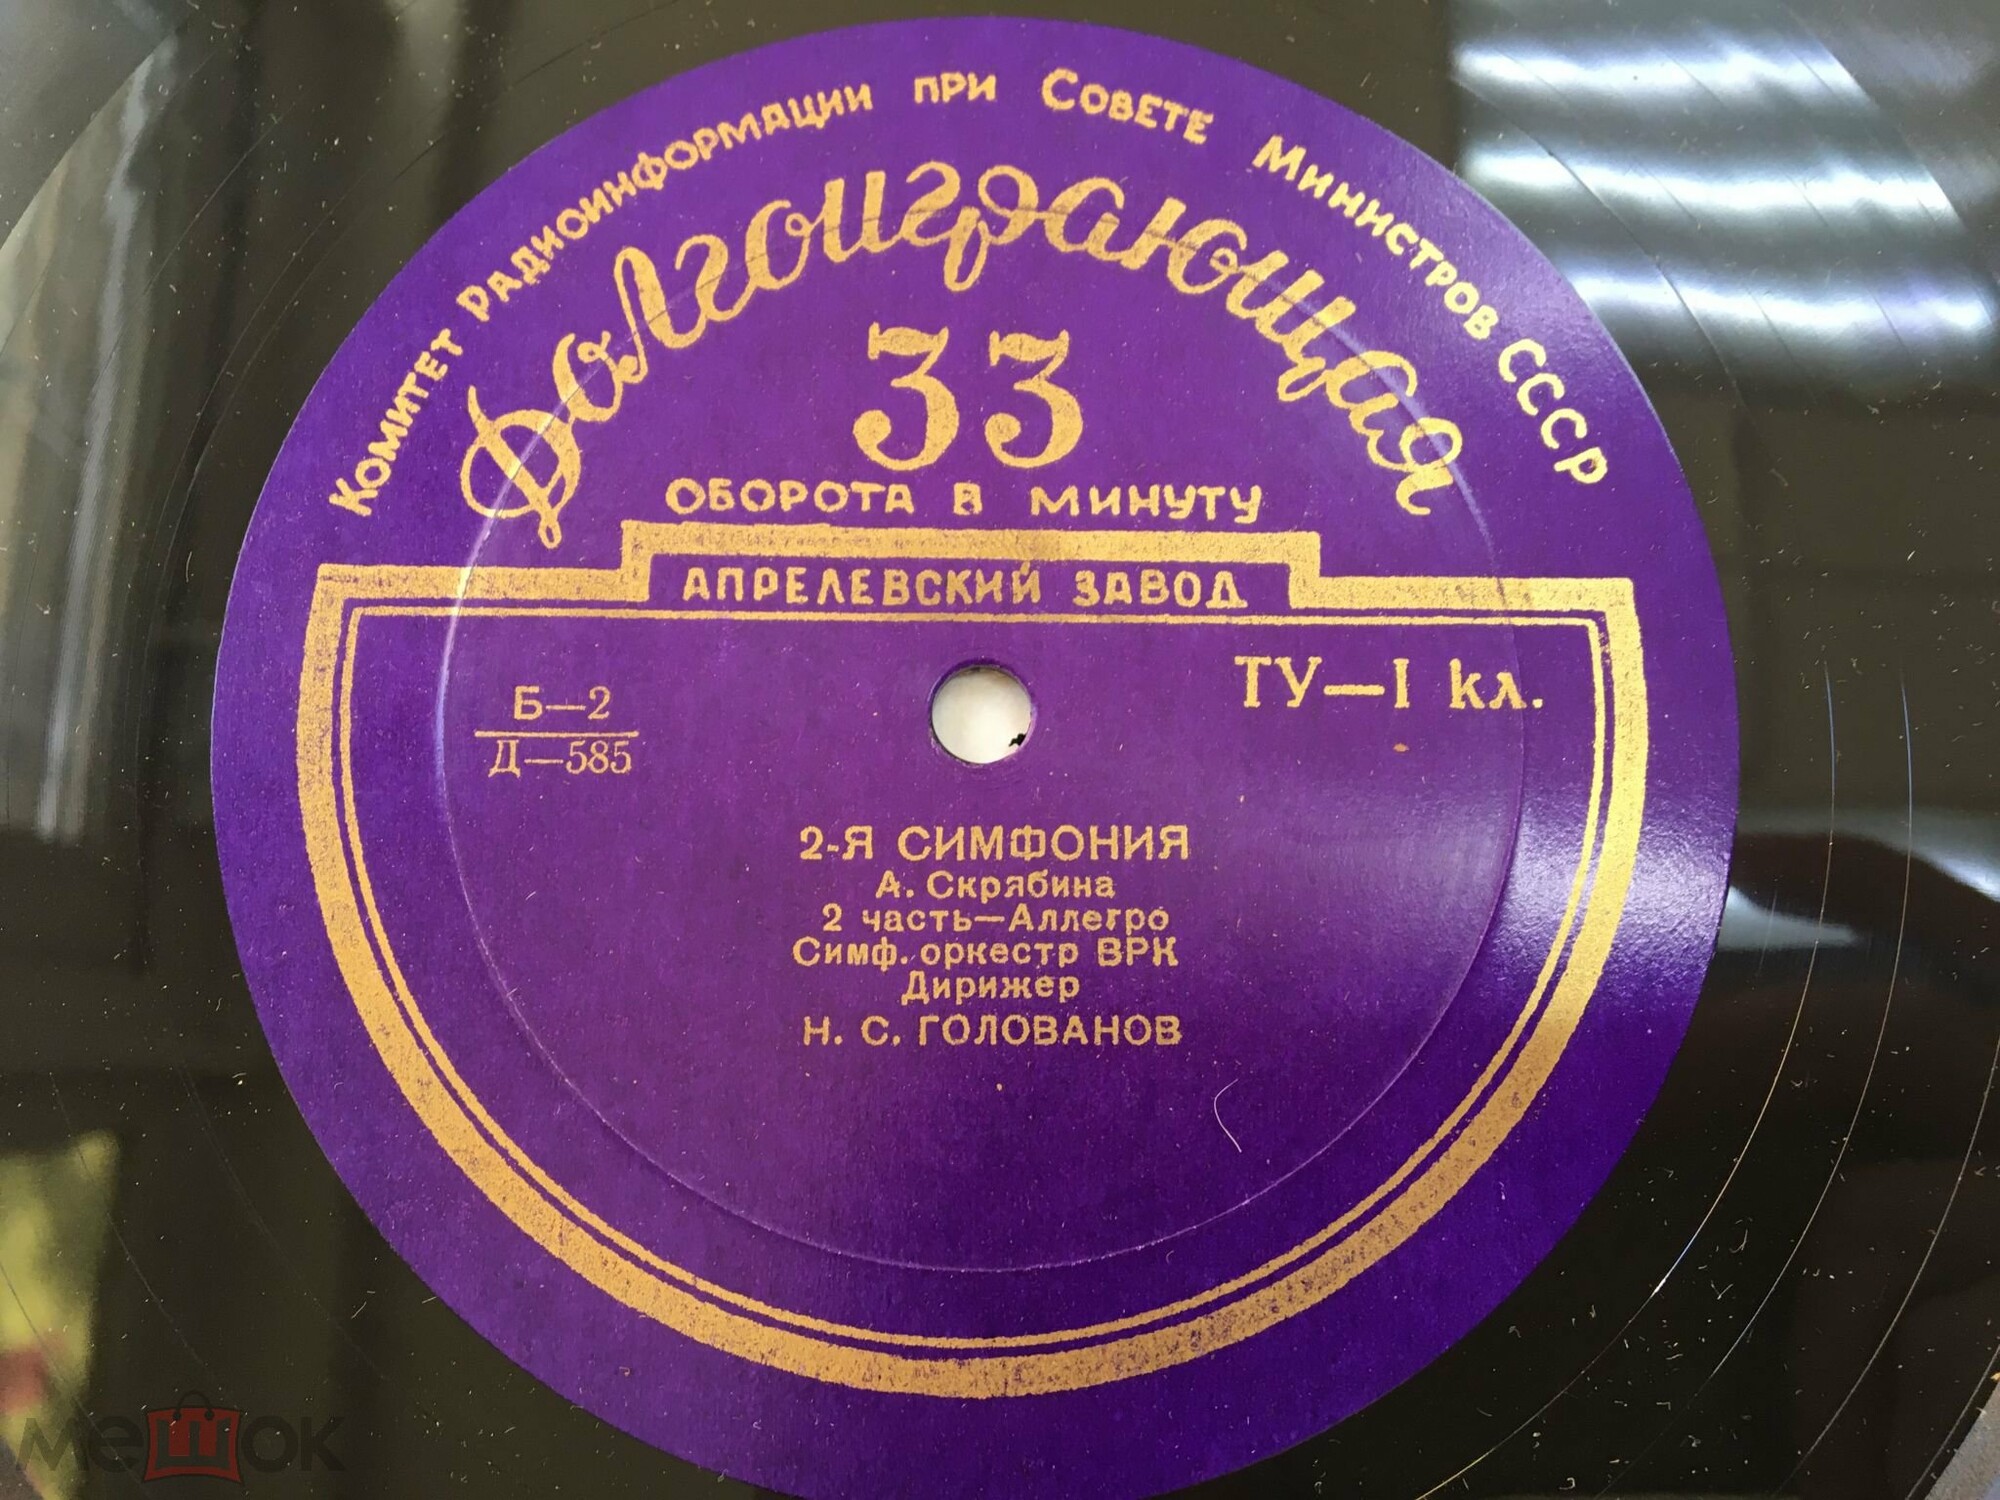 Комитет Радиоинформации при Совете Министров СССР
Долгоиграющая
33
ОБОРОТА В МИНУТУ
АПРЕЛЕВСКИЙ ЗАВОД
Б—2
Д—585
ТУ—I кл.
2-Я СИМФОНИЯ
А. Скрябина
2 часть—Аллегро
Симф. оркестр ВРК
Дирижер
Н. С. ГОЛОВАНОВ
мешок